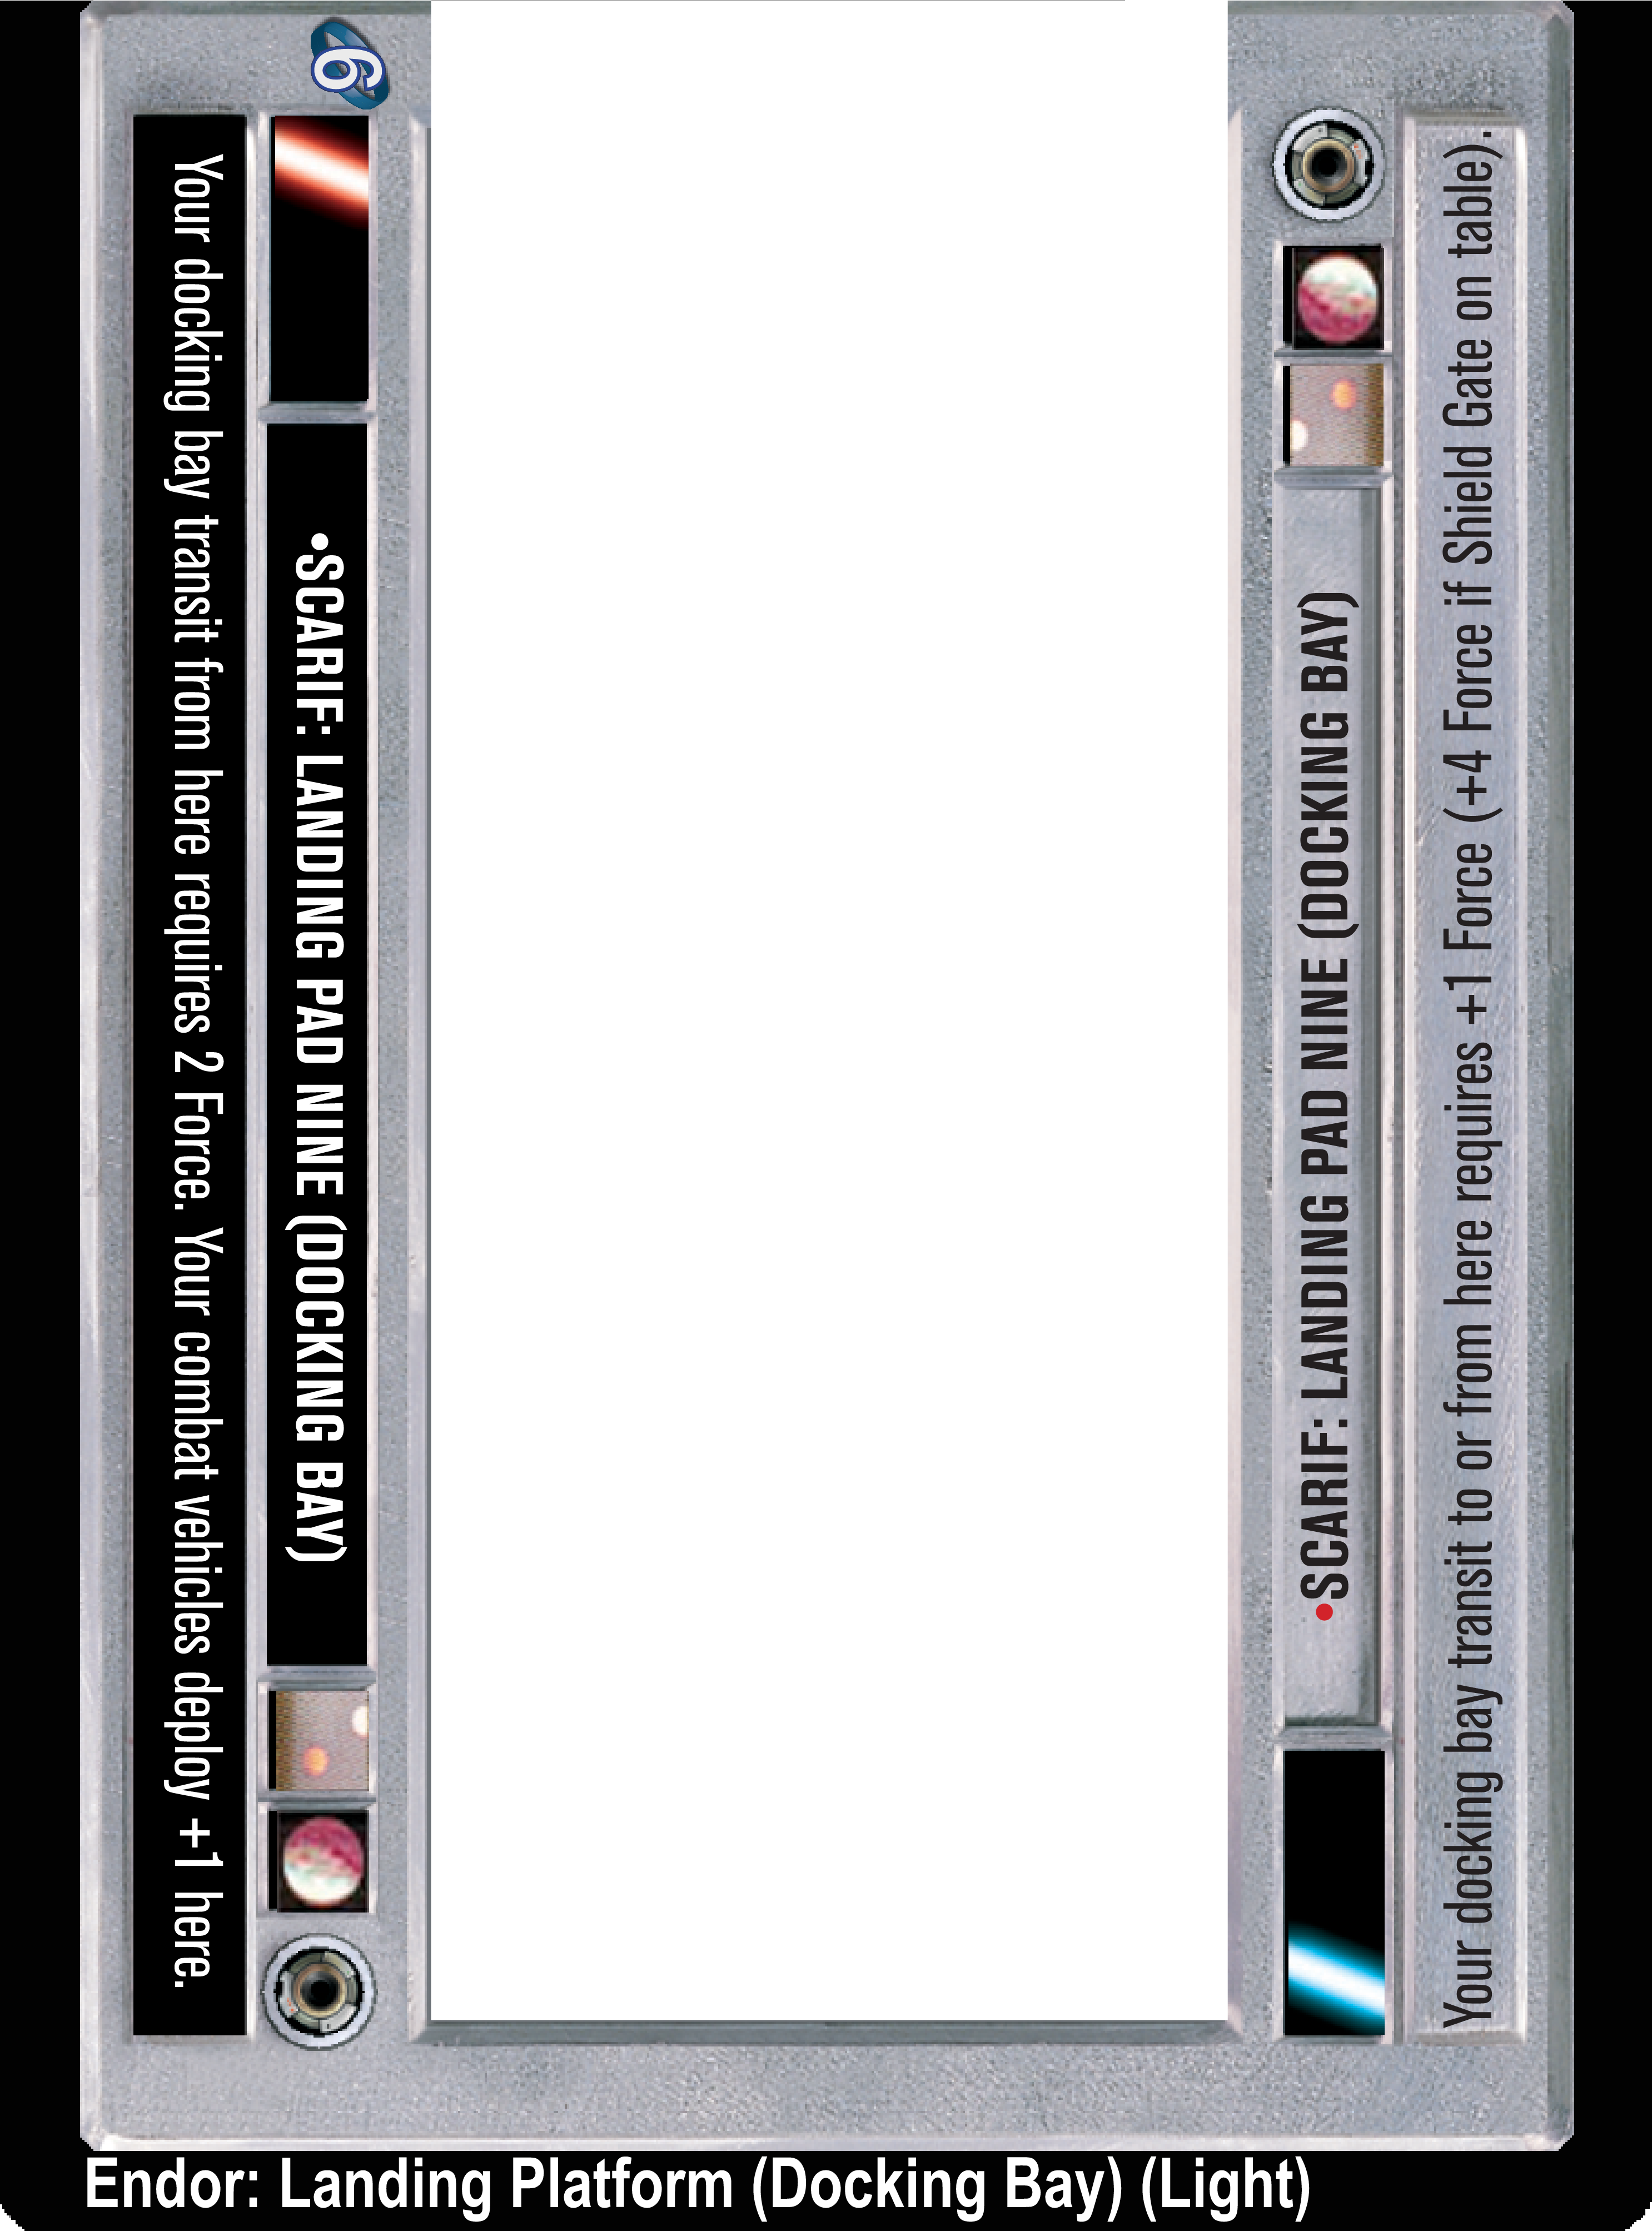 6
Your docking bay transit from here requires 2 Force. Your combat vehicles deploy +1 here.
•SCARIF: LANDING PAD NINE (DOCKING BAY)
•SCARIF: LANDING PAD NINE (DOCKING BAY)
Your docking bay transit to or from here requires +1 Force (+4 Force if Shield Gate on table).
Endor: Landing Platform (Docking Bay) (Light)